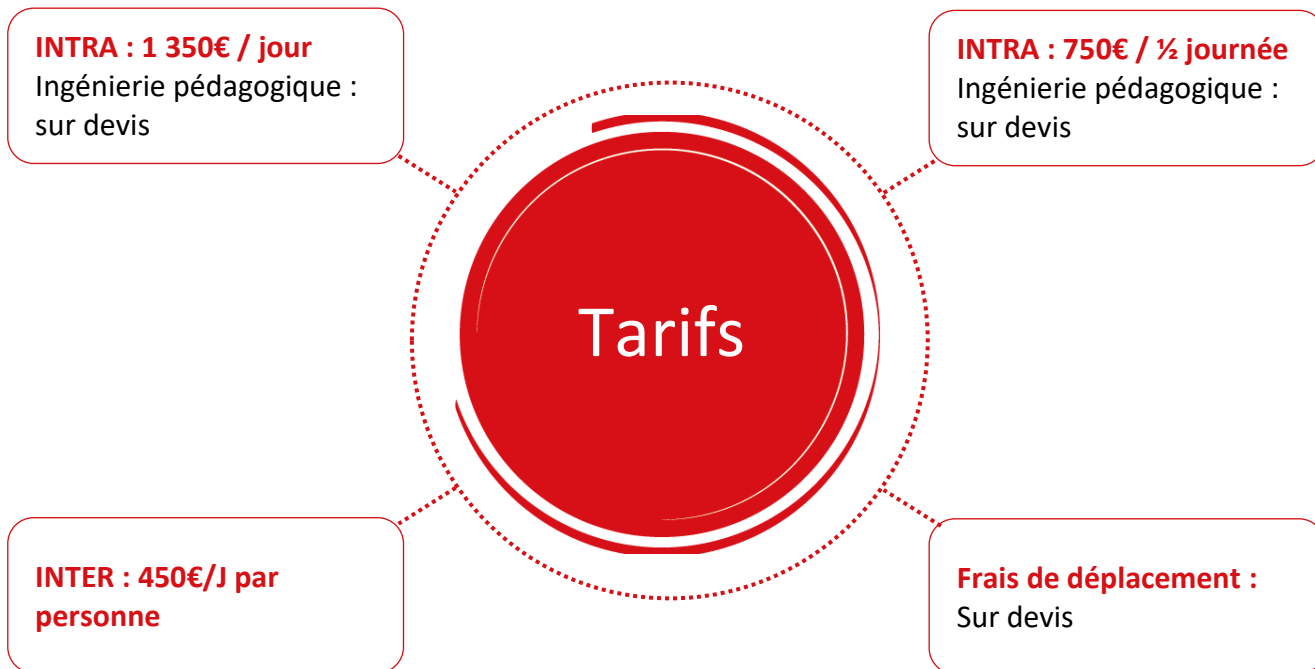 INTRA : 1 350€ / jour
Ingénierie pédagogique :
sur devis
INTRA : 750€ / ½ journée
Ingénierie pédagogique :
sur devis
Tarifs
INTER : 450€/J par
personne
Frais de déplacement :
Sur devis